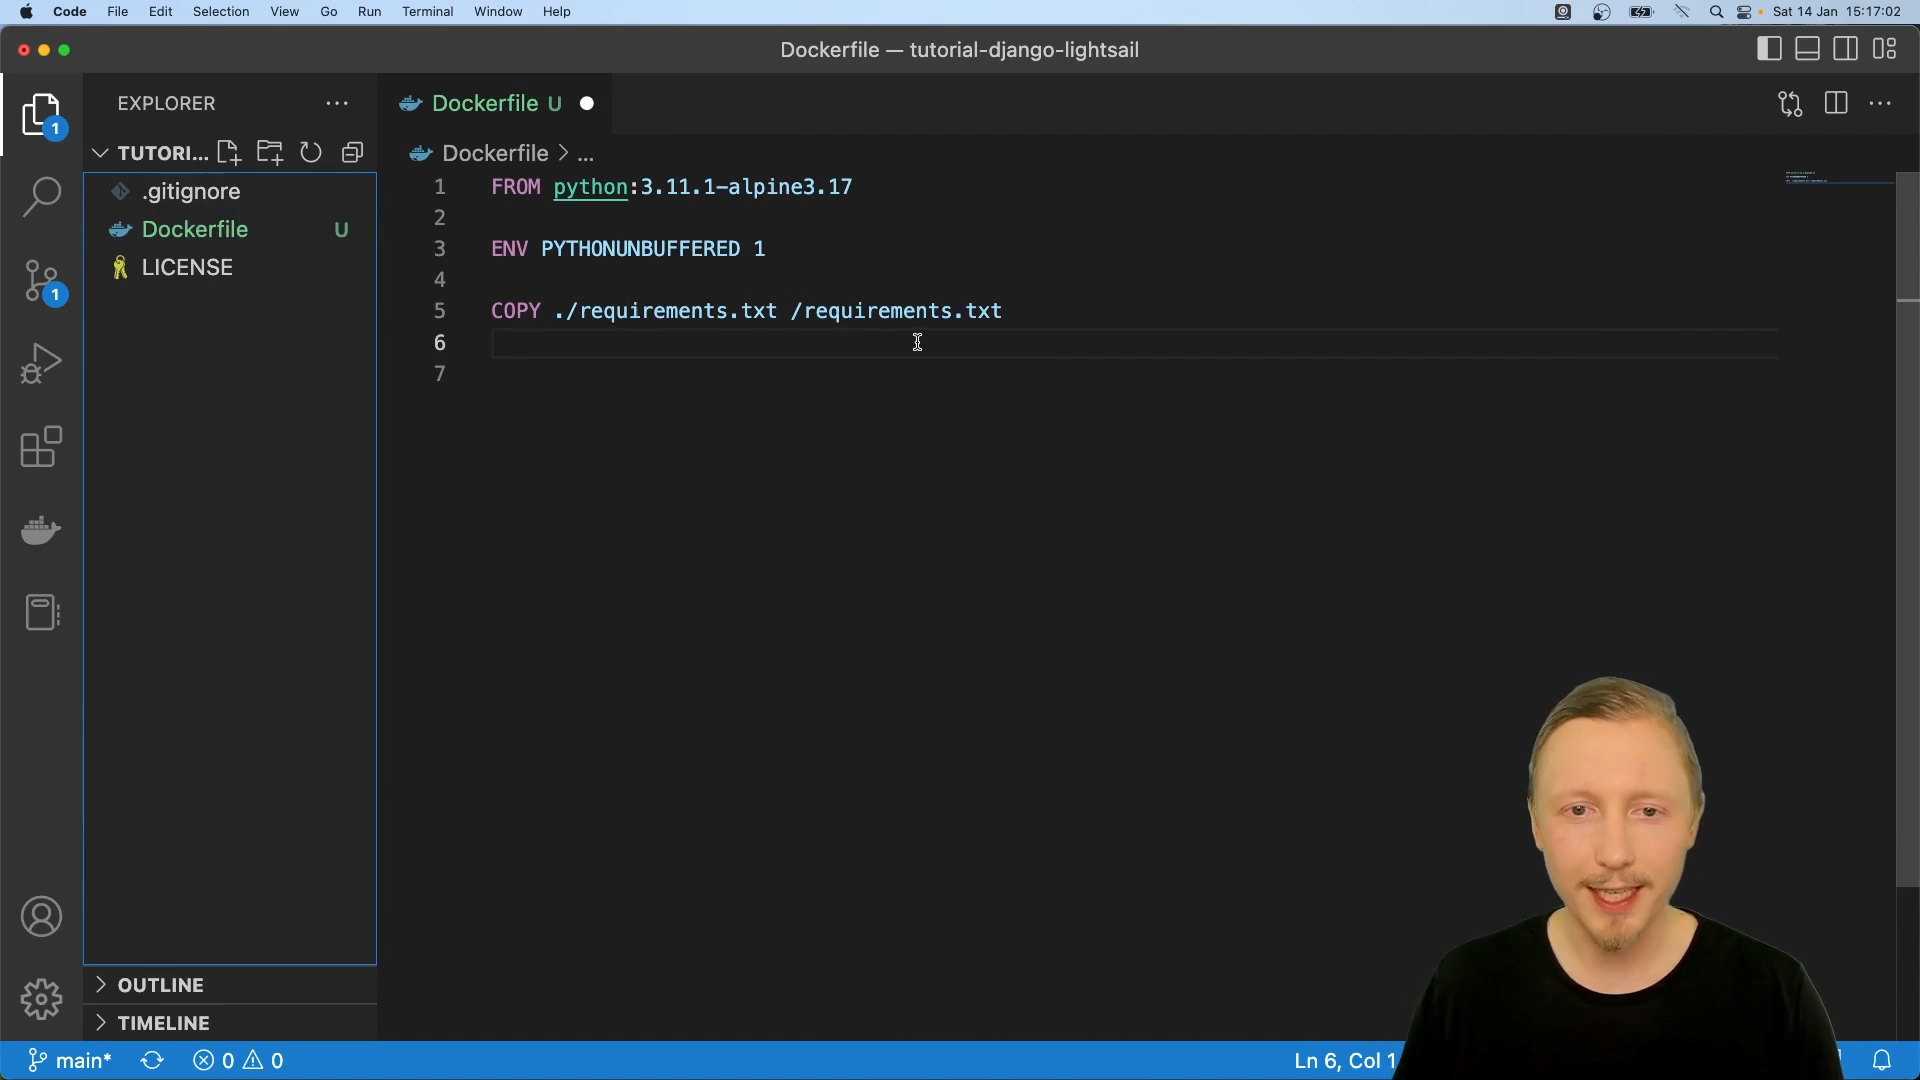 Code File Edit Selection View Go Run Terminal Window Help Sat 14 Jan 15:17:02
Dockerfile — tutorial-django-lightsail
EXPLORER
Dockerfile U
1
TUTORI...
Dockerfile > ...
.gitignore
Dockerfile U
LICENSE
1
1 FROM python:3.11.1-alpine3.17
2
3 ENV PYTHONUNBUFFERED 1
4
5 COPY ./requirements.txt /requirements.txt
6
7
OUTLINE
TIMELINE
main* 0 0 Ln 6, Col 1